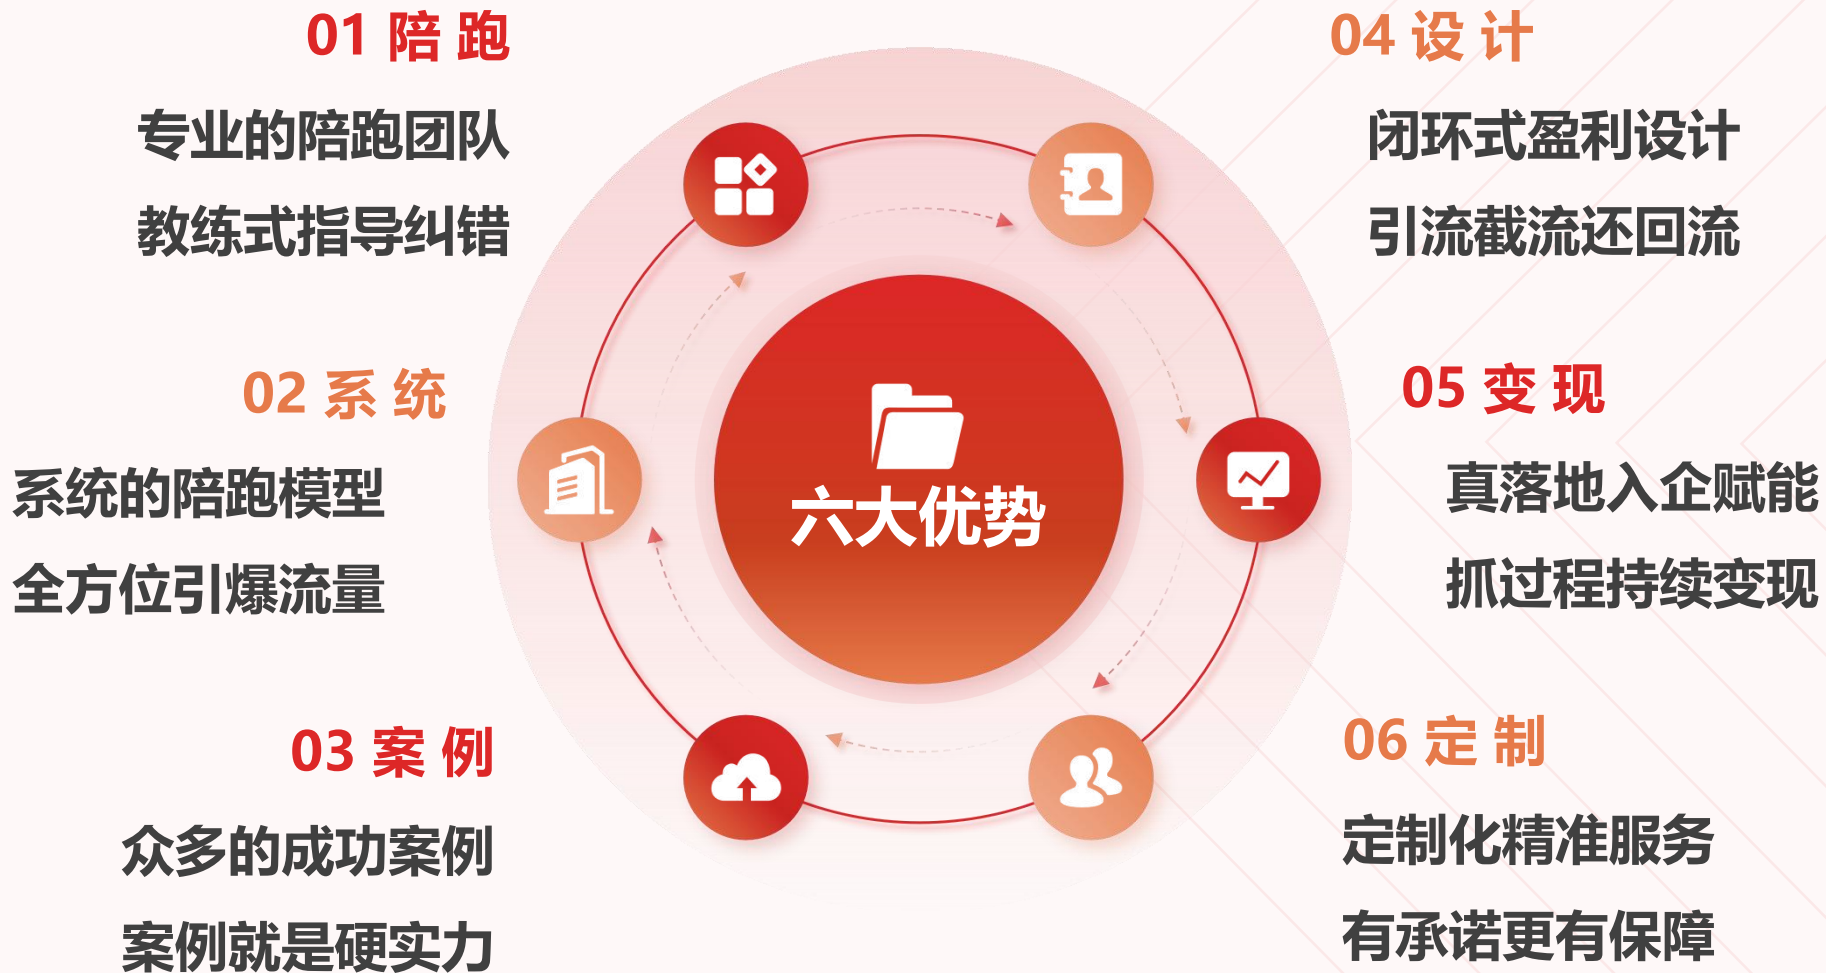 01 陪 跑
专业的陪跑团队
教练式指导纠错
02 系 统
系统的陪跑模型
全方位引爆流量
03 案 例
众多的成功案例
案例就是硬实力
六大优势
04 设 计
闭环式盈利设计
引流截流还回流
05 变 现
真落地入企赋能
抓过程持续变现
06 定 制
定制化精准服务
有承诺更有保障